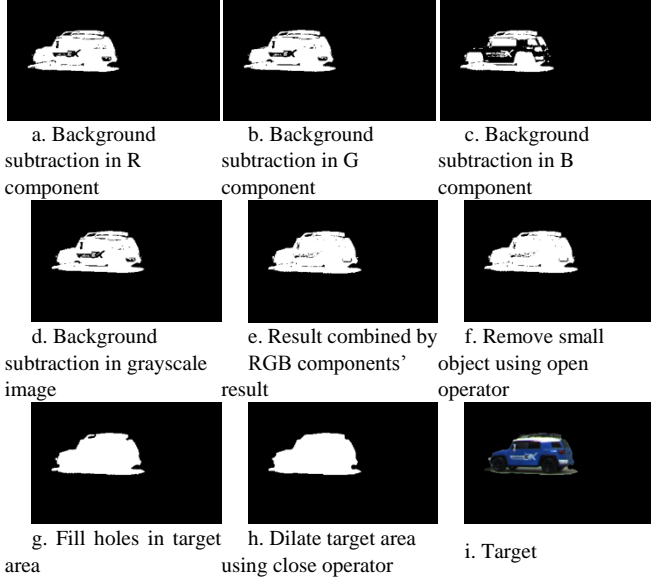 a. Background
subtraction in R
component
b. Background
subtraction in G
component
c. Background
subtraction in B
component
d. Background
subtraction in grayscale
image
e. Result combined by
RGB components’
result
f. Remove small
object using open
operator
g. Fill holes in target
area
h. Dilate target area
using close operator
i. Target